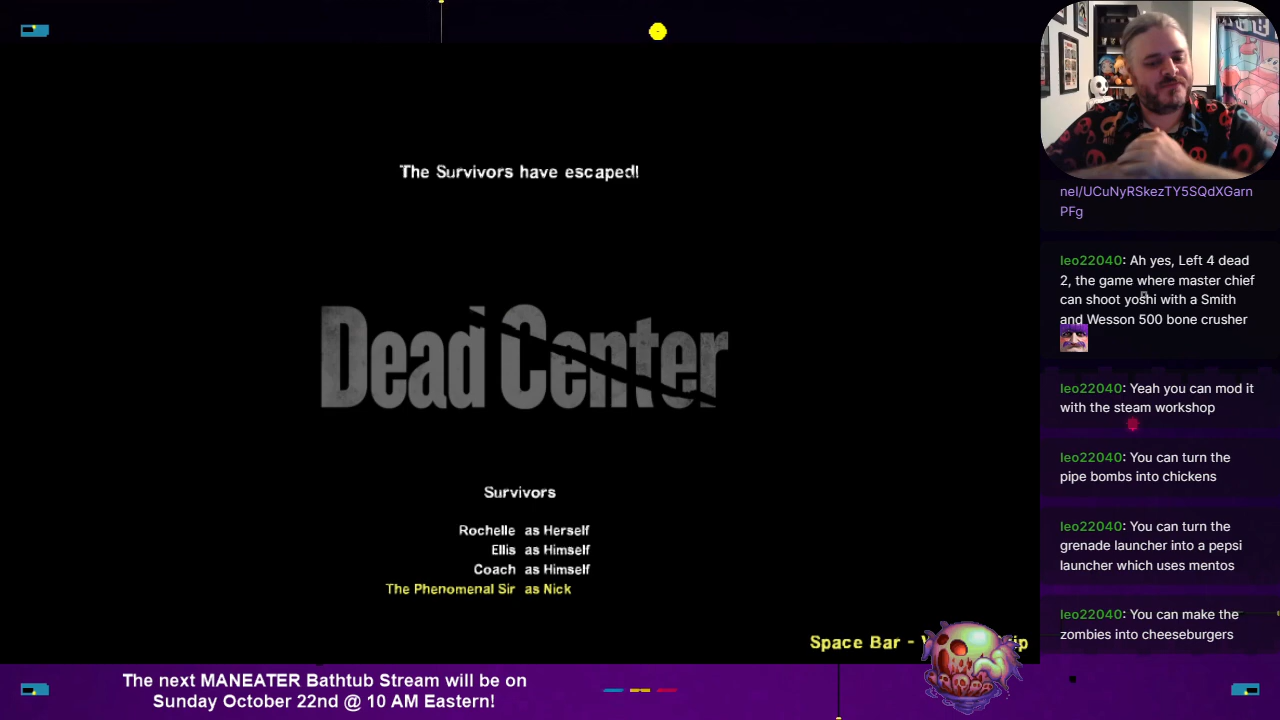 The Survivors have escaped!
Dead Center
Survivors
Rochelle as Herself
Ellis as Himself
Coach as Himself
The Phenomenal Sir as Nick
Space Bar -
The next MANEATER Bathtub Stream will be on
Sunday October 22nd @ 10 AM Eastern!
nel/UCuNyRSkezTY5SQdXGarn
PFg
leo22040: Ah yes, Left 4 dead
2, the game where master chief
can shoot yoshi with a Smith
and Wesson 500 bone crusher
leo22040: Yeah you can mod it
with the steam workshop
leo22040: You can turn the
pipe bombs into chickens
leo22040: You can turn the
grenade launcher into a pepsi
launcher which uses mentos
leo22040: You can make the
zombies into cheeseburgers